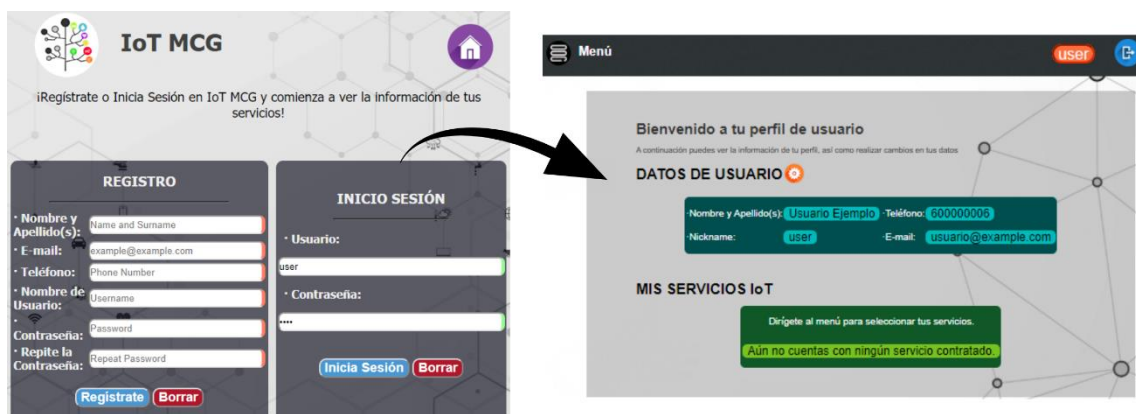 IoT MCG
¡Regístrate o Inicia Sesión en IoT MCG y comienza a ver la información de tus
servicios!
REGISTRO
· Nombre y
Apellido(s):
Name and Surname
· E-mail:
example@example.com
· Teléfono:
Phone Number
· Nombre de
Usuario:
Username
·
Contraseña:
Password
· Repite la
Contraseña:
Repeat Password
Registrate Borrar
INICIO SESIÓN
· Usuario:
user
· Contraseña:
····
Inicia Sesión Borrar
Menú
user
Bienvenido a tu perfil de usuario
A continuación puedes ver la información de tu perfil, así como realizar cambios en tus datos
DATOS DE USUARIO
·Nombre y Apellido(s): Usuario Ejemplo ·Teléfono: 600000006
·Nickname: user ·E-mail: usuario@example.com
MIS SERVICIOS IoT
Dirígete al menú para seleccionar tus servicios.
Aún no cuentas con ningún servicio contratado.